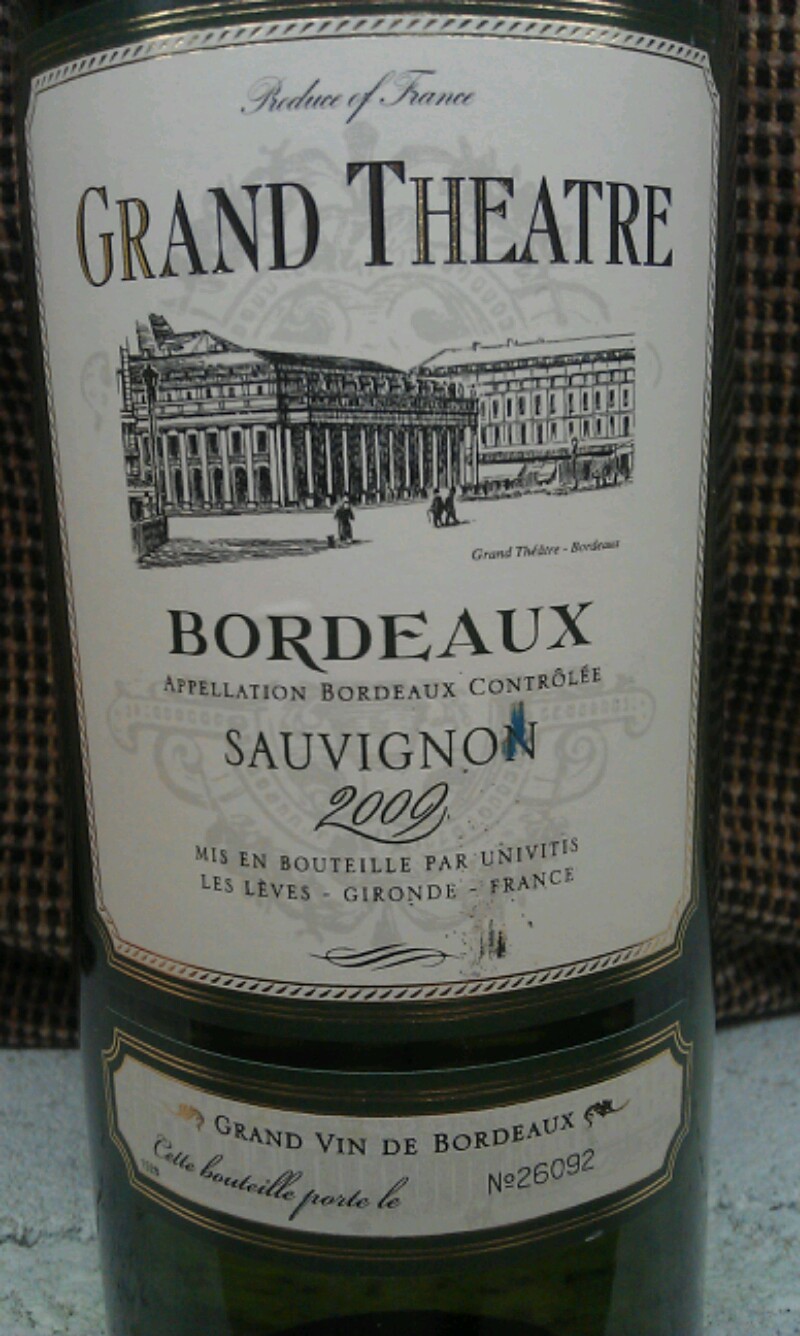 Produce of France
GRAND THEATRE
Grand Théâtre - Bordeaux
BORDEAUX
APPELLATION BORDEAUX CONTRÔLÉE
SAUVIGNON
2009
MIS EN BOUTEILLE PAR UNIVITIS
LES LÈVES - GIRONDE - FRANCE
GRAND VIN DE BORDEAUX
Cette bouteille porte le N°26092